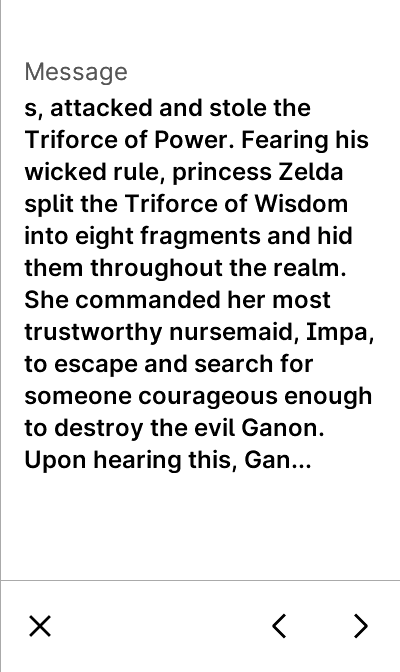 Message
s, attacked and stole the
Triforce of Power. Fearing his
wicked rule, princess Zelda
split the Triforce of Wisdom
into eight fragments and hid
them throughout the realm.
She commanded her most
trustworthy nursemaid, Impa,
to escape and search for
someone courageous enough
to destroy the evil Ganon.
Upon hearing this, Gan...